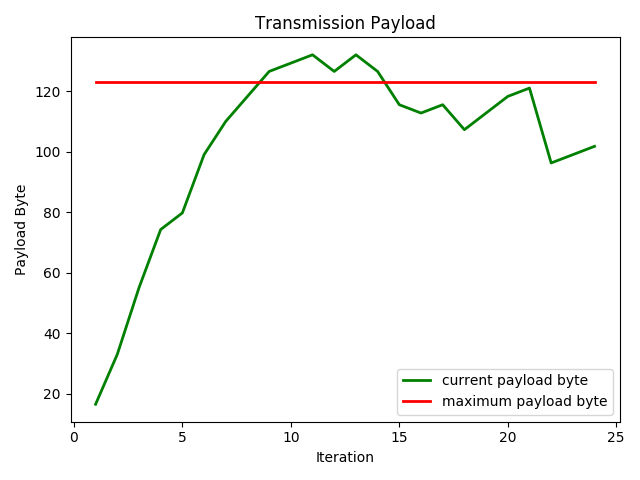 Transmission Payload
120
100
80
60
40
20
Payload Byte
0
5
10
15
20
25
Iteration
current payload byte
maximum payload byte